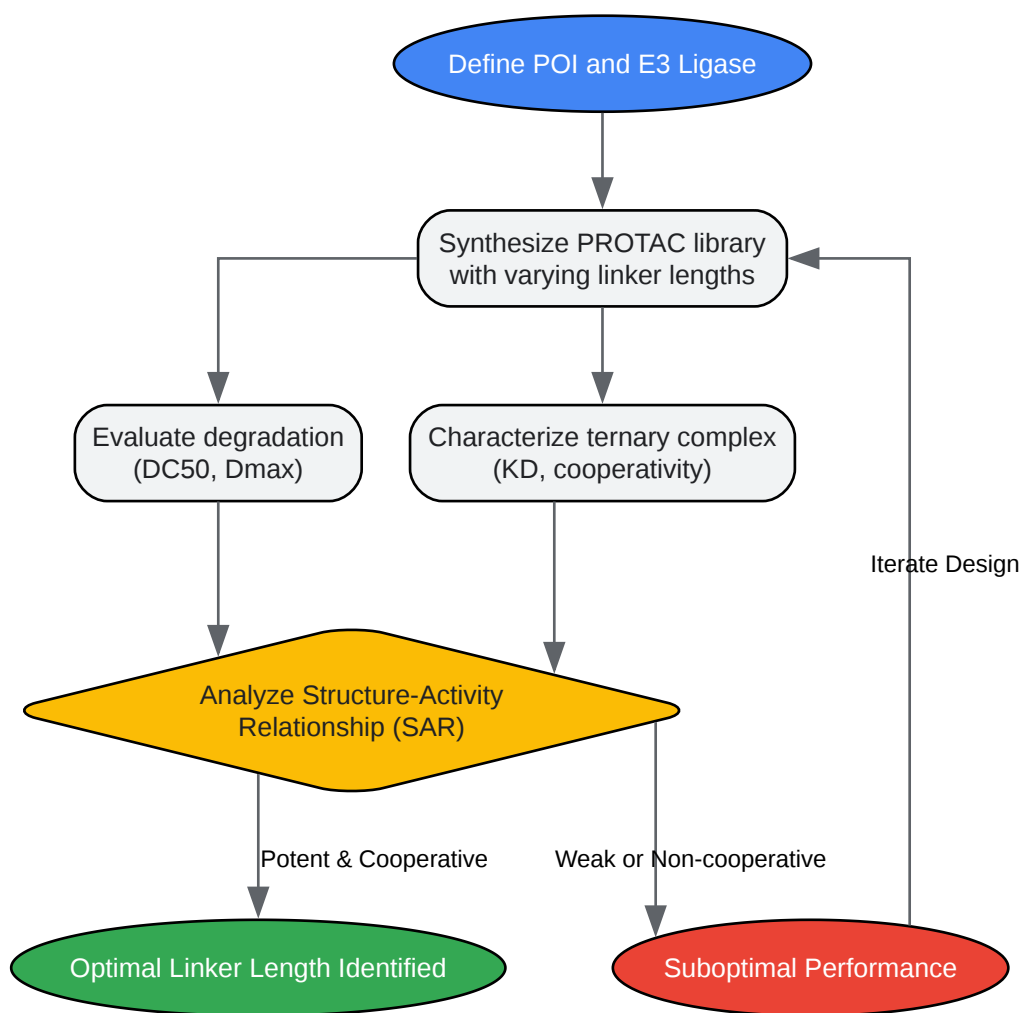 Define POI and E3 Ligase
Synthesize PROTAC library
with varying linker lengths
Evaluate degradation
(DC50, Dmax)
Characterize ternary complex
(KD, cooperativity)
Iterate Design
Analyze Structure-Activity
Relationship (SAR)
Potent & Cooperative
Weak or Non-cooperative
Optimal Linker Length Identified
Suboptimal Performance